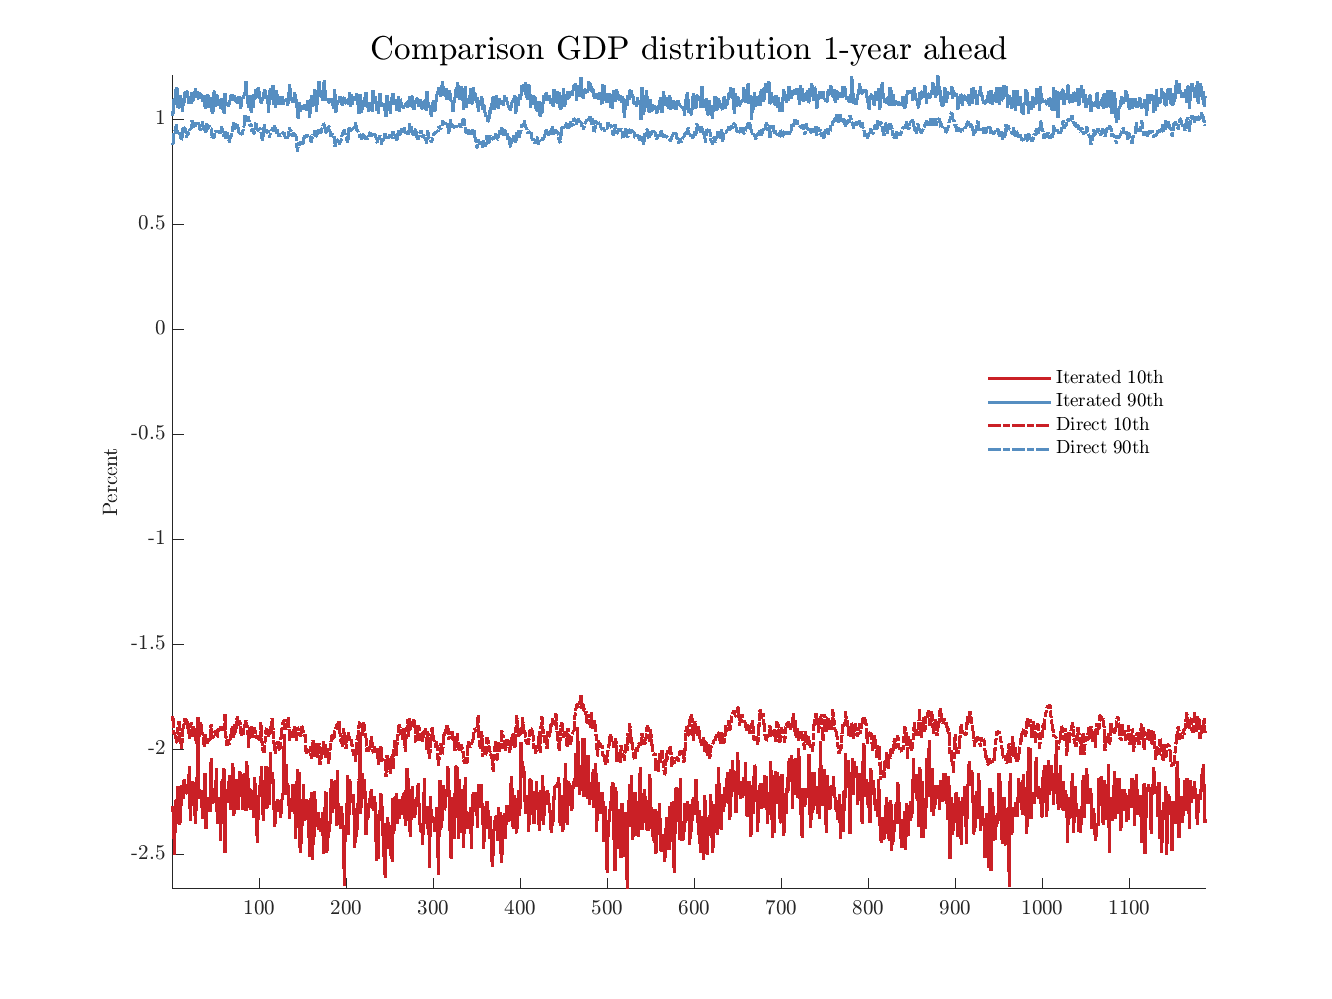 Comparison GDP distribution 1-year ahead
1
0.5
0
-0.5
-1
-1.5
-2
-2.5
Percent
Iterated 10th
Iterated 90th
Direct 10th
Direct 90th
100 200 300 400 500 600 700 800 900 1000 1100